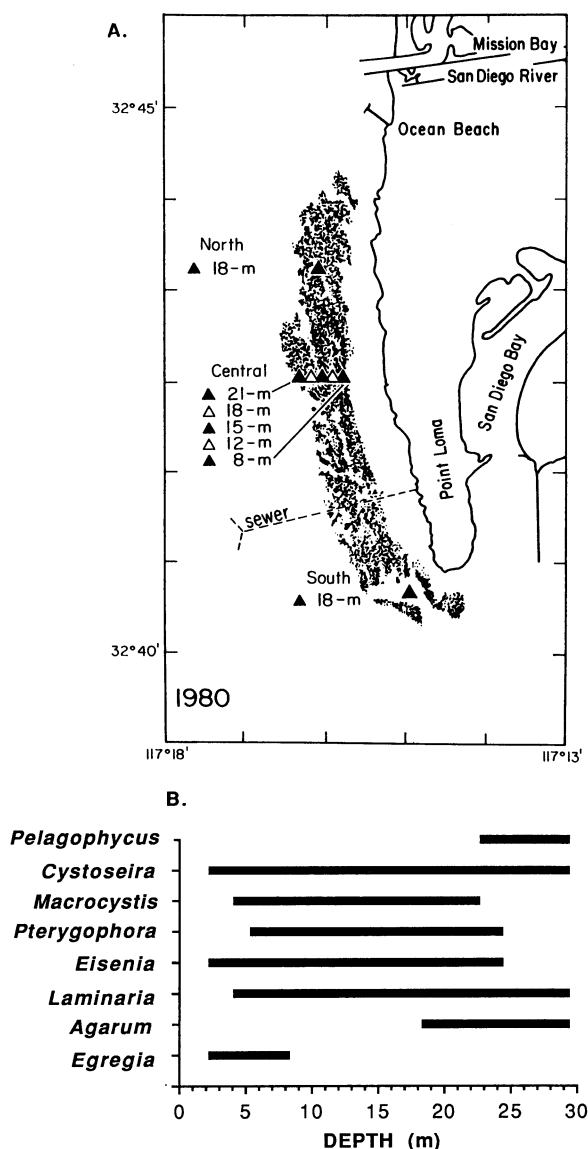 A.
Mission Bay
San Diego River
32°45'
Ocean Beach
North
▲ 18-m
San Diego Bay
Central
▲ 21-m
△ 18-m
▲ 15-m
△ 12-m
▲ 8-m
Point Loma
sewer
South
▲ 18-m
32°40'
1980
117°18'
117°13'
B.
Pelagophycus
Cystoseira
Macrocystis
Pterygophora
Eisenia
Laminaria
Agarum
Egregia
0 5 10 15 20 25 30
DEPTH (m)